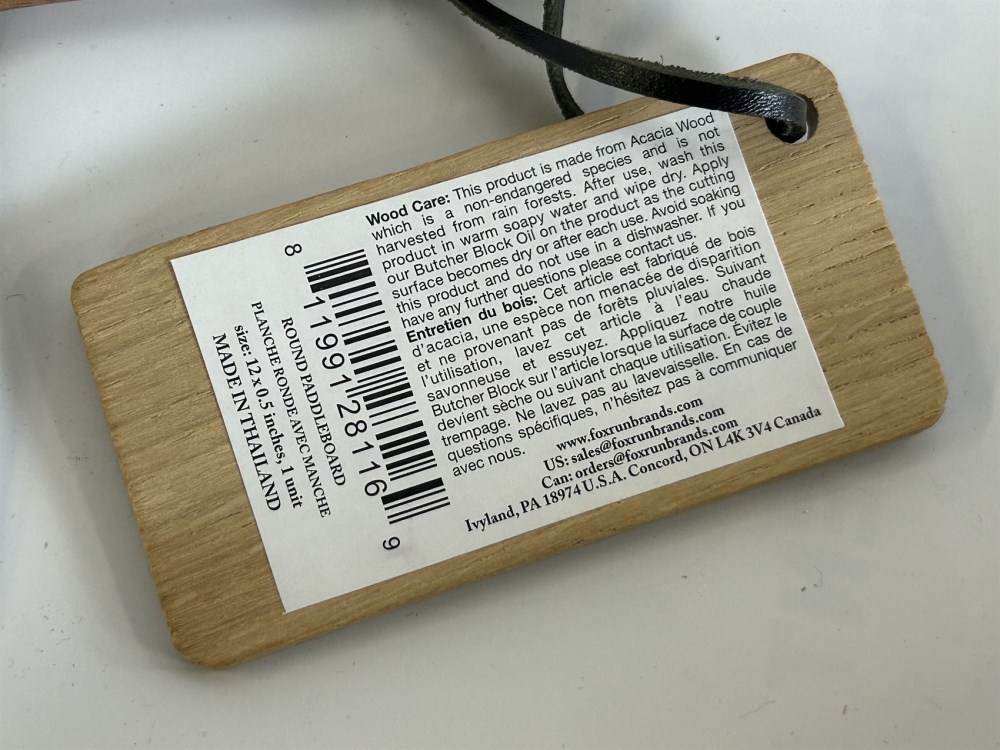 Wood Care: This product is made from Acacia Wood
which is a non-endangered species and is not
harvested from rain forests. After use, wash this
product in warm soapy water and wipe dry. Apply
our Butcher Block Oil on the product as the cutting
surface becomes dry or after each use. Avoid soaking
this product and do not use in a dishwasher. If you
have any further questions please contact us.
Entretien du bois: Cet article est fabriqué de bois
d'acacia, une espèce non menacée de disparition
et ne provenant pas de forêts pluviales. Suivant
l'utilisation, lavez cet article à l'eau chaude
savonneuse et essuyez. Appliquez notre huile
Butcher Block sur l'article lorsque la surface de couple
devient sèche ou suivant chaque utilisation. Évitez le
trempage. Ne lavez pas au lavevaisselle. En cas de
questions spécifiques, n'hésitez pas à communiquer
avec nous.
www.foxrunbrands.com
US: sales@foxrunbrands.com
Can: orders@foxrunbrands.com
Ivyland, PA 18974 U.S.A. Concord, ON L4K 3V4 Canada
8 11991 28116 9
ROUND PADDLEBOARD
PLANCHE RONDE AVEC MANCHE
size: 12 x 0.5 inches, 1 unit
MADE IN THAILAND